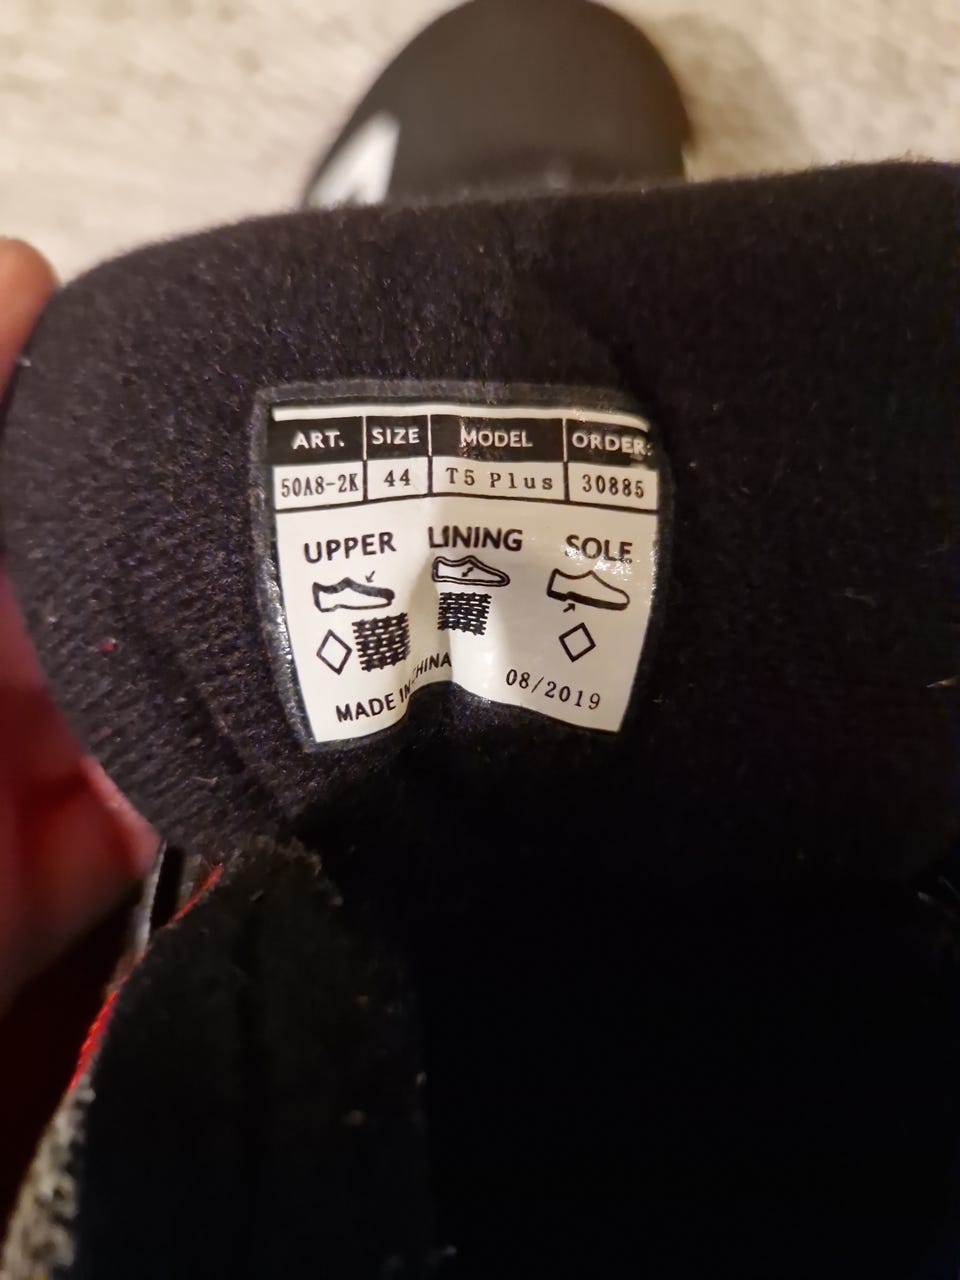 ART. SIZE MODEL ORDER:
50A8-2K 44 T5 Plus 30885
UPPER LINING SOLE
MADE IN CHINA 08/2019